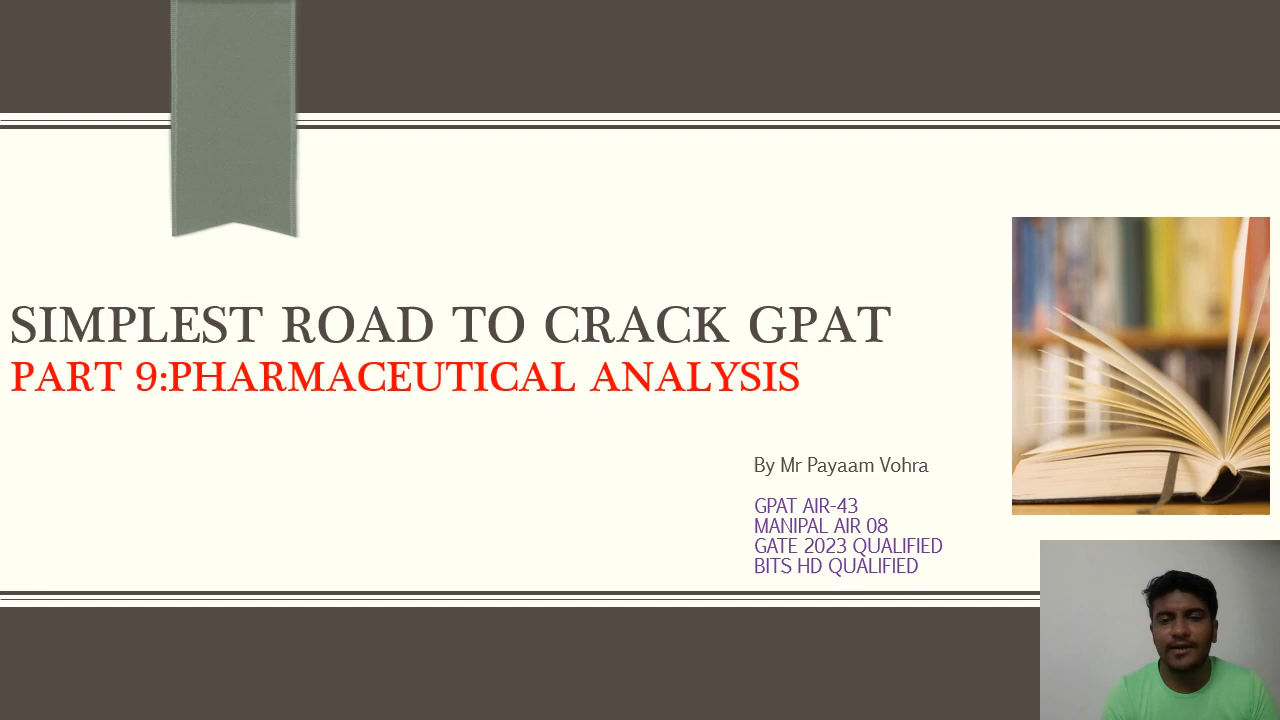 SIMPLEST ROAD TO CRACK GPAT
PART 9:PHARMACEUTICAL ANALYSIS
By Mr Payaam Vohra
GPAT AIR-43
MANIPAL AIR 08
GATE 2023 QUALIFIED
BITS HD QUALIFIED